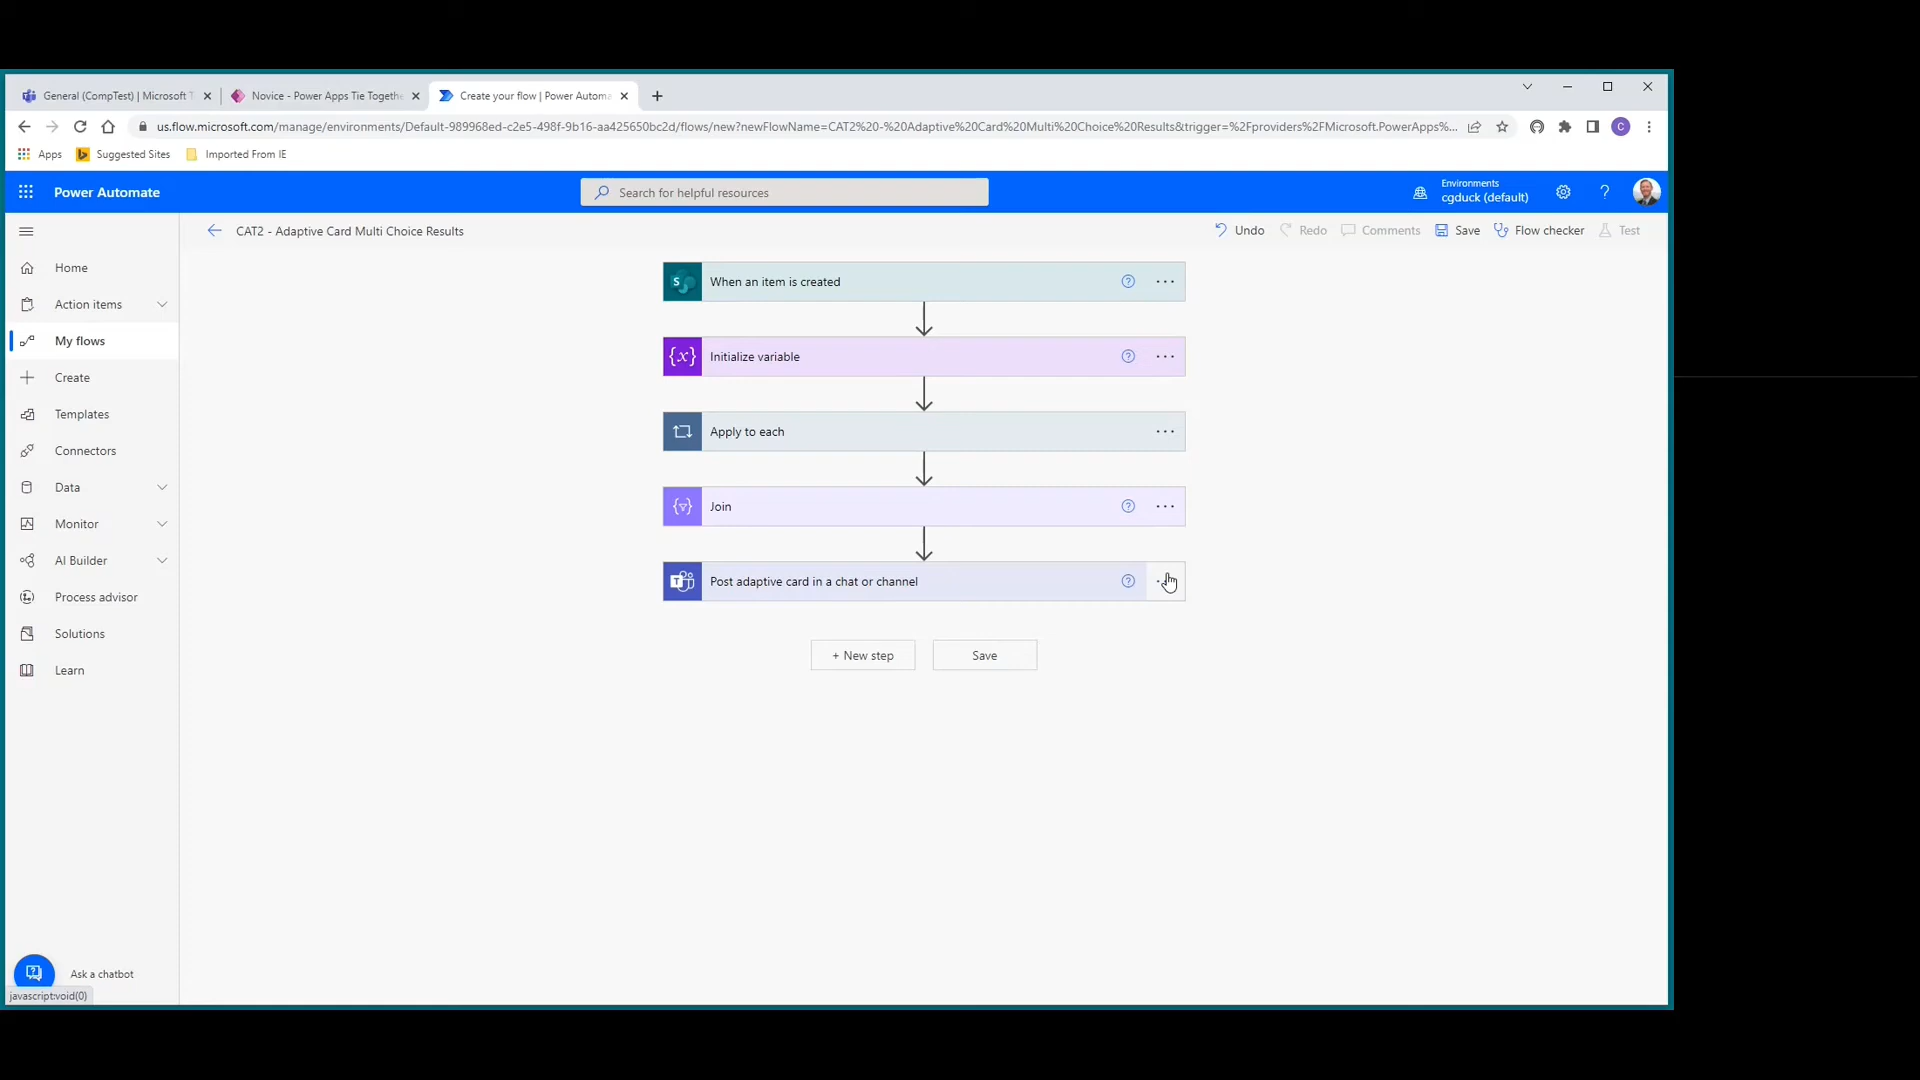 General (CompTest) | Microsoft T
Novice - Power Apps Tie Togethe
Create your flow | Power Automa
us.flow.microsoft.com/manage/environments/Default-989968ed-c2e5-498f-9b16-aa425650bc2d/flows/new?newFlowName=CAT2%20-%20Adaptive%20Card%20Multi%20Choice%20Results&trigger=%2Fproviders%2FMicrosoft.PowerApps%...
C
Apps
Suggested Sites
Imported From IE
Power Automate
Search for helpful resources
Environments
cgduck (default)
CAT2 - Adaptive Card Multi Choice Results
Undo
Redo
Comments
Save
Flow checker
Test
Home
Action items
My flows
Create
Templates
Connectors
Data
Monitor
AI Builder
Process advisor
Solutions
Learn
When an item is created
Initialize variable
Apply to each
Join
Post adaptive card in a chat or channel
+ New step
Save
Ask a chatbot
javascript:void(0)